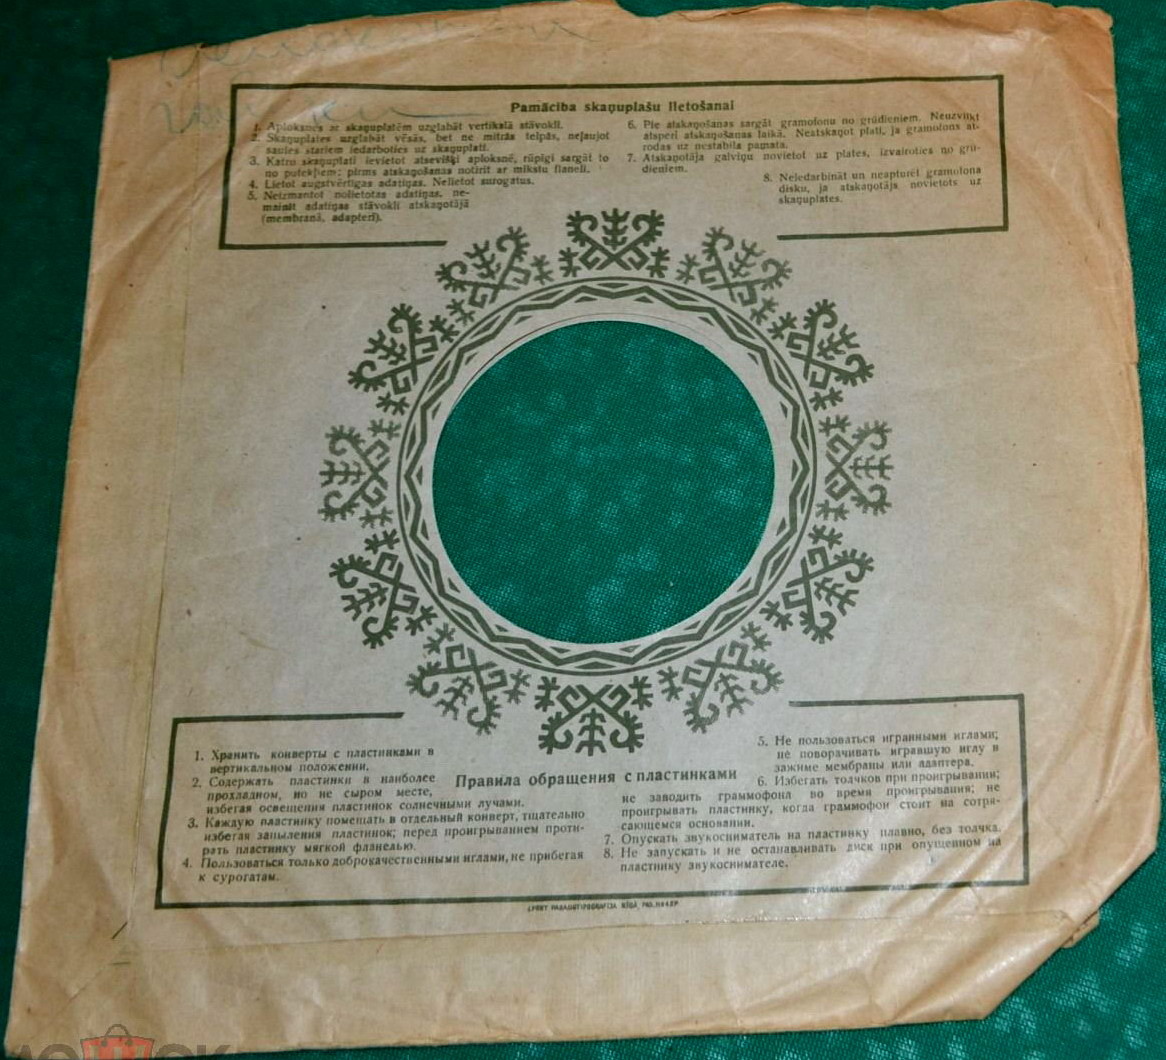 Pamācība skaņuplašu lietošanai
1. Aploksnes ar skaņuplatēm uzglabāt vertikalā stāvoklī.
2. Skaņuplates uzglabāt vēsās, bet ne mitrās telpās, neļaujot
saules stariem iedarboties uz skaņuplati.
3. Katru skaņuplati ievietot atsevišķi aploksnē, rūpīgi sargāt to
no putekļiem: pirms atskaņošanas notīrīt ar mīkstu flaneli.
4. Lietot augstvērtīgas adatiņas. Nelietot surogatus.
5. Neizmantot nolietotas adatiņas, ne-
mainīt adatiņas stāvokli atskaņotājā
(membranā, adapterī).
6. Pie atskaņošanas sargāt gramofonu no grūdieniem. Neuzvilkt
atsperi atskaņošanas laikā. Neatskaņot plati, ja gramofons at-
rodas uz nestabila pamata.
7. Atskaņotāja galviņu novietot uz plates, izvairoties no grū-
dieniem.
8. Neiedarbināt un neapturēt gramofona
disku, ja atskaņotājs novietots uz
skaņuplates.
Правила обращения с пластинками
1. Хранить конверты с пластинками в
вертикальном положении.
2. Содержать пластинки в наиболее
прохладном, но не сыром месте,
избегая освещения пластинок солнечными лучами.
3. Каждую пластинку помещать в отдельный конверт, тщательно
избегая запыления пластинок; перед проигрыванием проти-
рать пластинку мягкой фланелью.
4. Пользоваться только доброкачественными иглами, не прибегая
к сурогатам.
5. Не пользоваться игранными иглами;
не поворачивать игравшую иглу в
зажиме мембраны или адаптера.
6. Избегать толчков при проигрывании;
не заводить граммофона во время проигрывания; не
проигрывать пластинку, когда граммофон стоит на сотря-
сающемся основании.
7. Опускать звукосниматель на пластинку плавно, без толчка.
8. Не запускать и не останавливать диск при опущенном на
пластинку звукоснимателе.